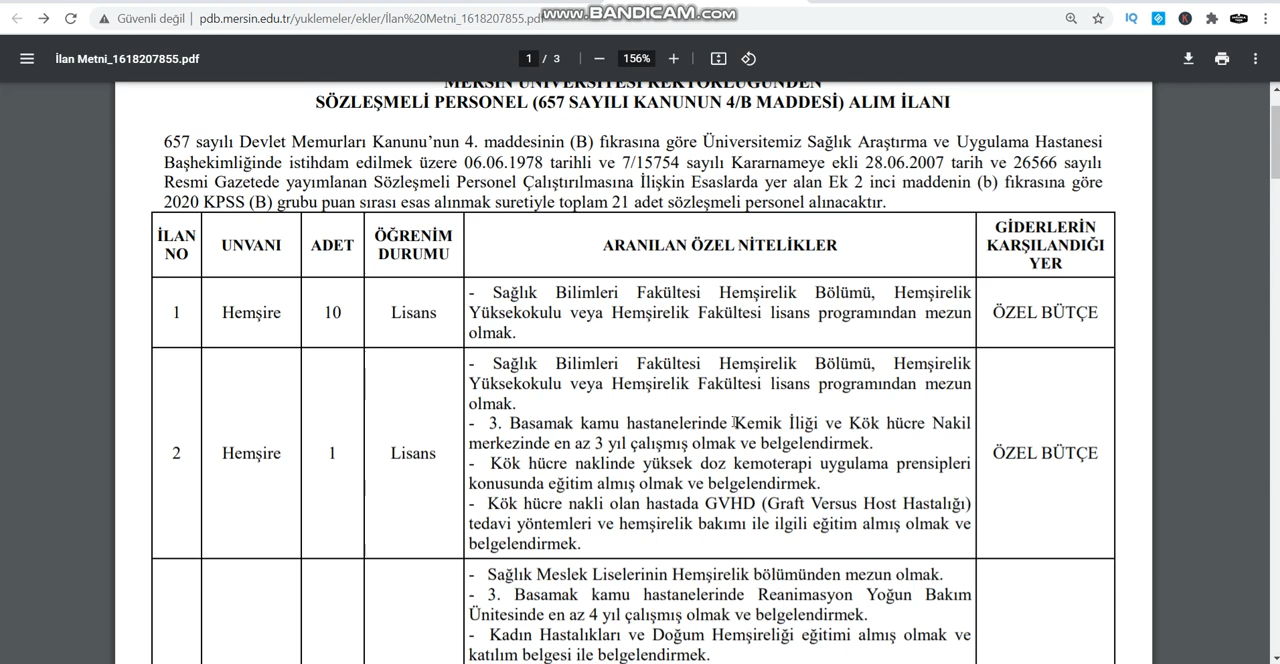 www.BANDICAM.com
Güvenli değil | pdb.mersin.edu.tr/yuklemeler/ekler/İlan%20Metni_1618207855.pdf
İlan Metni_1618207855.pdf
1 / 3
156%
MERSİN ÜNİVERSİTESİ REKTÖRLÜĞÜNDEN
SÖZLEŞMELİ PERSONEL (657 SAYILI KANUNUN 4/B MADDESİ) ALIM İLANI
657 sayılı Devlet Memurları Kanunu’nun 4. maddesinin (B) fıkrasına göre Üniversitemiz Sağlık Araştırma ve Uygulama Hastanesi
Başhekimliğinde istihdam edilmek üzere 06.06.1978 tarihli ve 7/15754 sayılı Kararnameye ekli 28.06.2007 tarih ve 26566 sayılı
Resmi Gazetede yayımlanan Sözleşmeli Personel Çalıştırılmasına İlişkin Esaslarda yer alan Ek 2 inci maddenin (b) fıkrasına göre
2020 KPSS (B) grubu puan sırası esas alınmak suretiyle toplam 21 adet sözleşmeli personel alınacaktır.
İLAN NO
UNVANI
ADET
ÖĞRENİM DURUMU
ARANILAN ÖZEL NİTELİKLER
GİDERLERİN KARŞILANDIĞI YER
1
Hemşire
10
Lisans
- Sağlık Bilimleri Fakültesi Hemşirelik Bölümü, Hemşirelik
Yüksekokulu veya Hemşirelik Fakültesi lisans programından mezun
olmak.
ÖZEL BÜTÇE
2
Hemşire
1
Lisans
- Sağlık Bilimleri Fakültesi Hemşirelik Bölümü, Hemşirelik
Yüksekokulu veya Hemşirelik Fakültesi lisans programından mezun
olmak.
- 3. Basamak kamu hastanelerinde Kemik İliği ve Kök hücre Nakil
merkezinde en az 3 yıl çalışmış olmak ve belgelendirmek.
- Kök hücre naklinde yüksek doz kemoterapi uygulama prensipleri
konusunda eğitim almış olmak ve belgelendirmek.
- Kök hücre nakli olan hastada GVHD (Graft Versus Host Hastalığı)
tedavi yöntemleri ve hemşirelik bakımı ile ilgili eğitim almış olmak ve
belgelendirmek.
ÖZEL BÜTÇE
- Sağlık Meslek Liselerinin Hemşirelik bölümünden mezun olmak.
- 3. Basamak kamu hastanelerinde Reanimasyon Yoğun Bakım
Ünitesinde en az 4 yıl çalışmış olmak ve belgelendirmek.
- Kadın Hastalıkları ve Doğum Hemşireliği eğitimi almış olmak ve
katılım belgesi ile belgelendirmek.